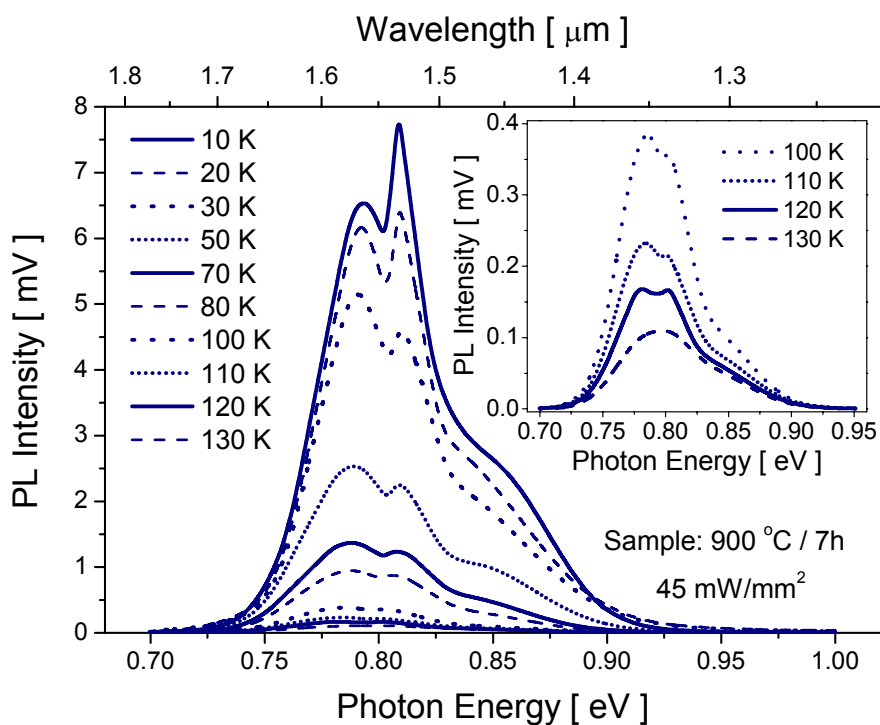 Wavelength [ μm ]
1.8 1.7 1.6 1.5 1.4 1.3
PL Intensity [ mV ]
8
7
6
5
4
3
2
1
0
10 K
20 K
30 K
50 K
70 K
80 K
100 K
110 K
120 K
130 K
PL Intensity [ mV ]
0.4
0.3
0.2
0.1
0.0
100 K
110 K
120 K
130 K
0.70 0.75 0.80 0.85 0.90 0.95
Photon Energy [ eV ]
Sample: 900 °C / 7h
45 mW/mm²
0.70 0.75 0.80 0.85 0.90 0.95 1.00
Photon Energy [ eV ]